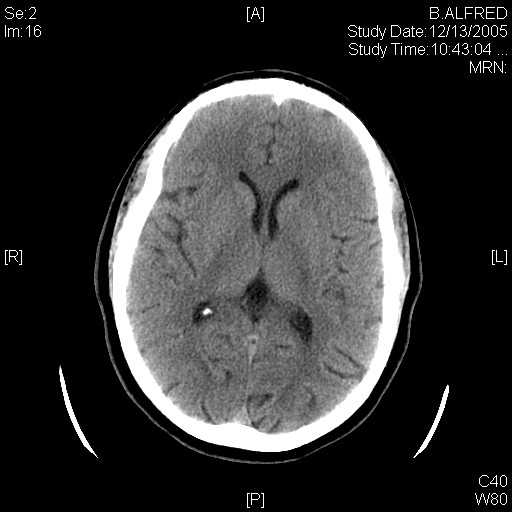 Se:2
Im:16
[A]
B.ALFRED
Study Date:12/13/2005
Study Time:10:43:04 ...
MRN:
[R]
[L]
[P]
C40
W80